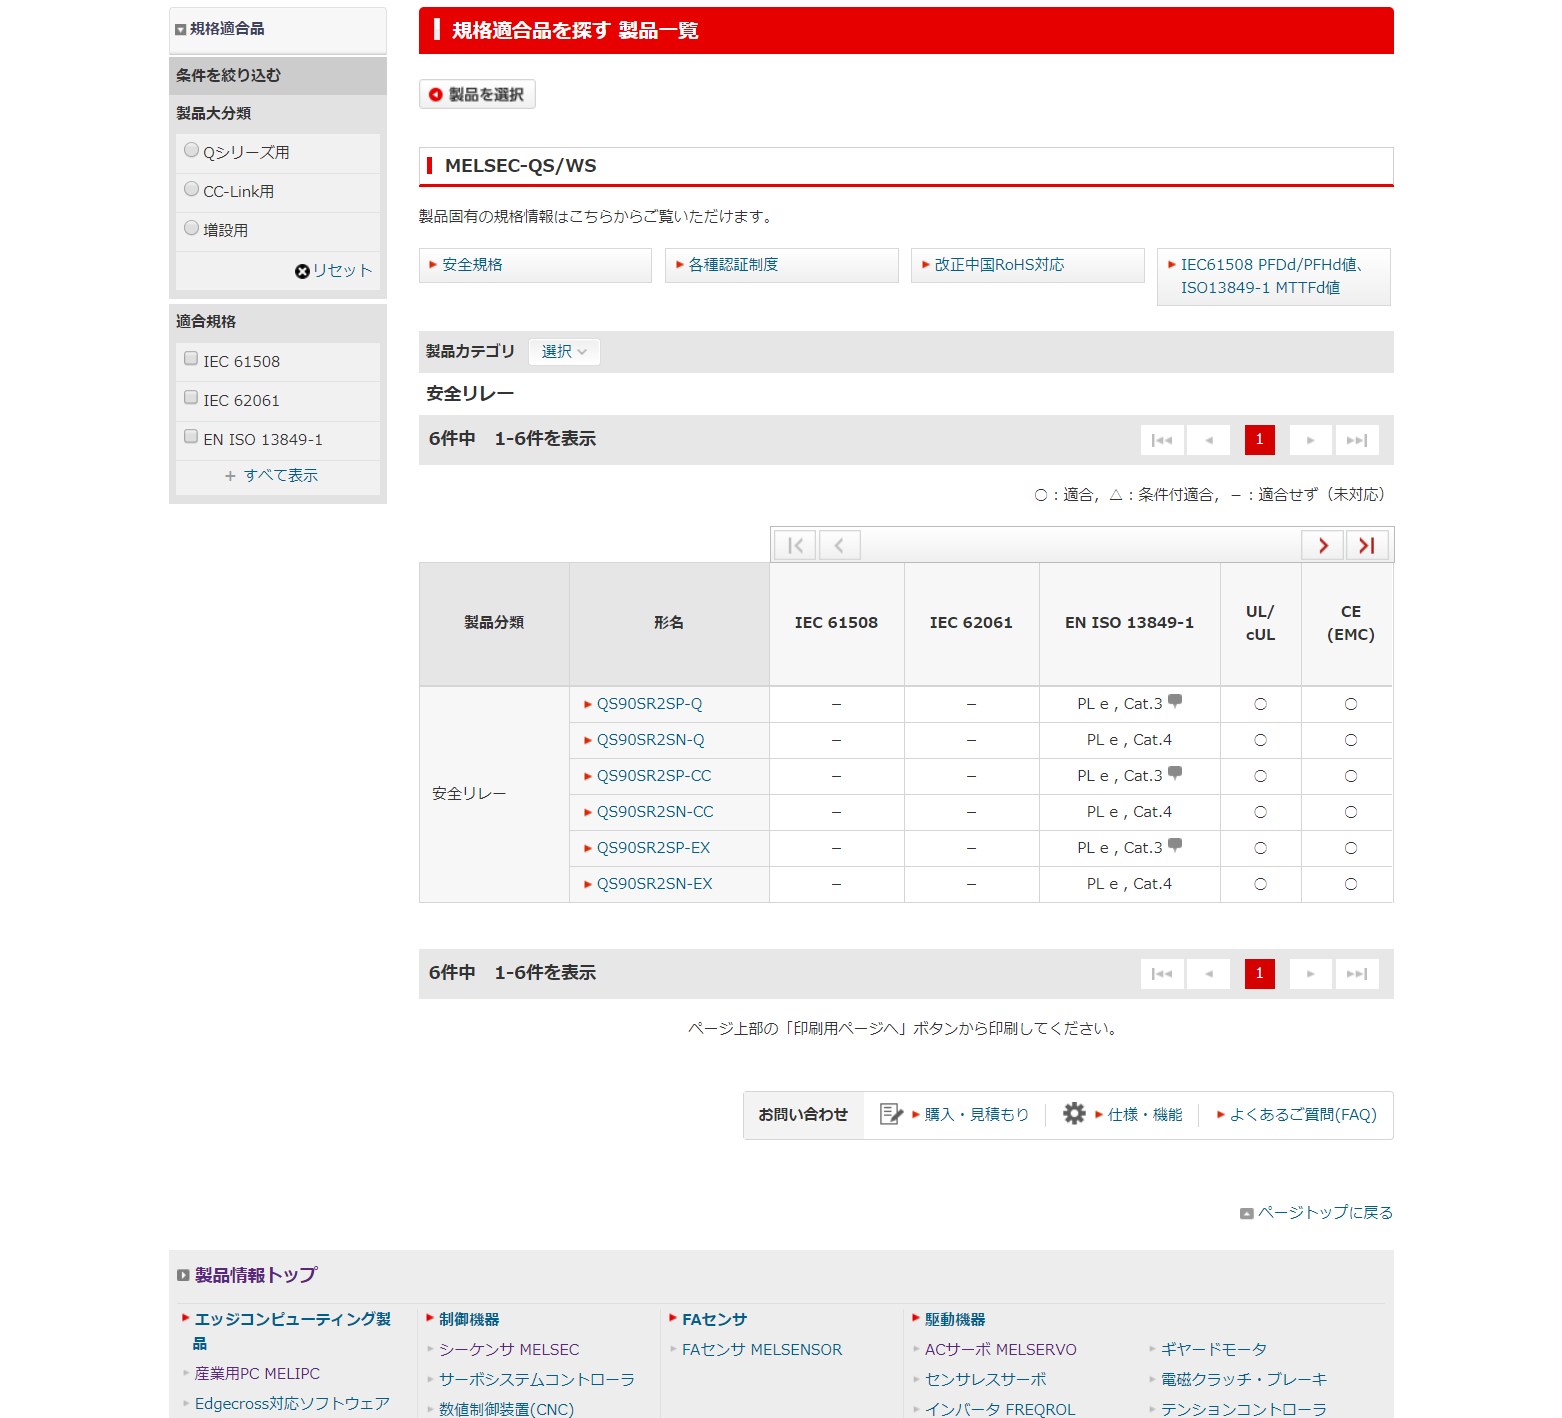 規格適合品
条件を絞り込む
製品大分類
Qシリーズ用
CC-Link用
増設用
リセット
適合規格
IEC 61508
IEC 62061
EN ISO 13849-1
+ すべて表示
規格適合品を探す 製品一覧
製品を選択
MELSEC-QS/WS
製品固有の規格情報はこちらからご覧いただけます。
安全規格
各種認証制度
改正中国RoHS対応
IEC61508 PFDd/PFHd値、
ISO13849-1 MTTFd値
製品カテゴリ 選択
安全リレー
6件中 1-6件を表示 1
○：適合，△：条件付適合，－：適合せず（未対応）
製品分類 形名 IEC 61508 IEC 62061 EN ISO 13849-1 UL/cUL CE (EMC)
安全リレー
QS90SR2SP-Q － － PL e , Cat.3 ○ ○
QS90SR2SN-Q － － PL e , Cat.4 ○ ○
QS90SR2SP-CC － － PL e , Cat.3 ○ ○
QS90SR2SN-CC － － PL e , Cat.4 ○ ○
QS90SR2SP-EX － － PL e , Cat.3 ○ ○
QS90SR2SN-EX － － PL e , Cat.4 ○ ○
6件中 1-6件を表示 1
ページ上部の「印刷用ページへ」ボタンから印刷してください。
お問い合わせ 購入・見積もり 仕様・機能 よくあるご質問(FAQ)
ページトップに戻る
製品情報トップ
エッジコンピューティング製
品
産業用PC MELIPC
Edgecross対応ソフトウェア
制御機器
シーケンサ MELSEC
サーボシステムコントローラ
数値制御装置(CNC)
FAセンサ
FAセンサ MELSENSOR
駆動機器
ACサーボ MELSERVO
センサレスサーボ
インバータ FREQROL
ギヤードモータ
電磁クラッチ・ブレーキ
テンションコントローラ